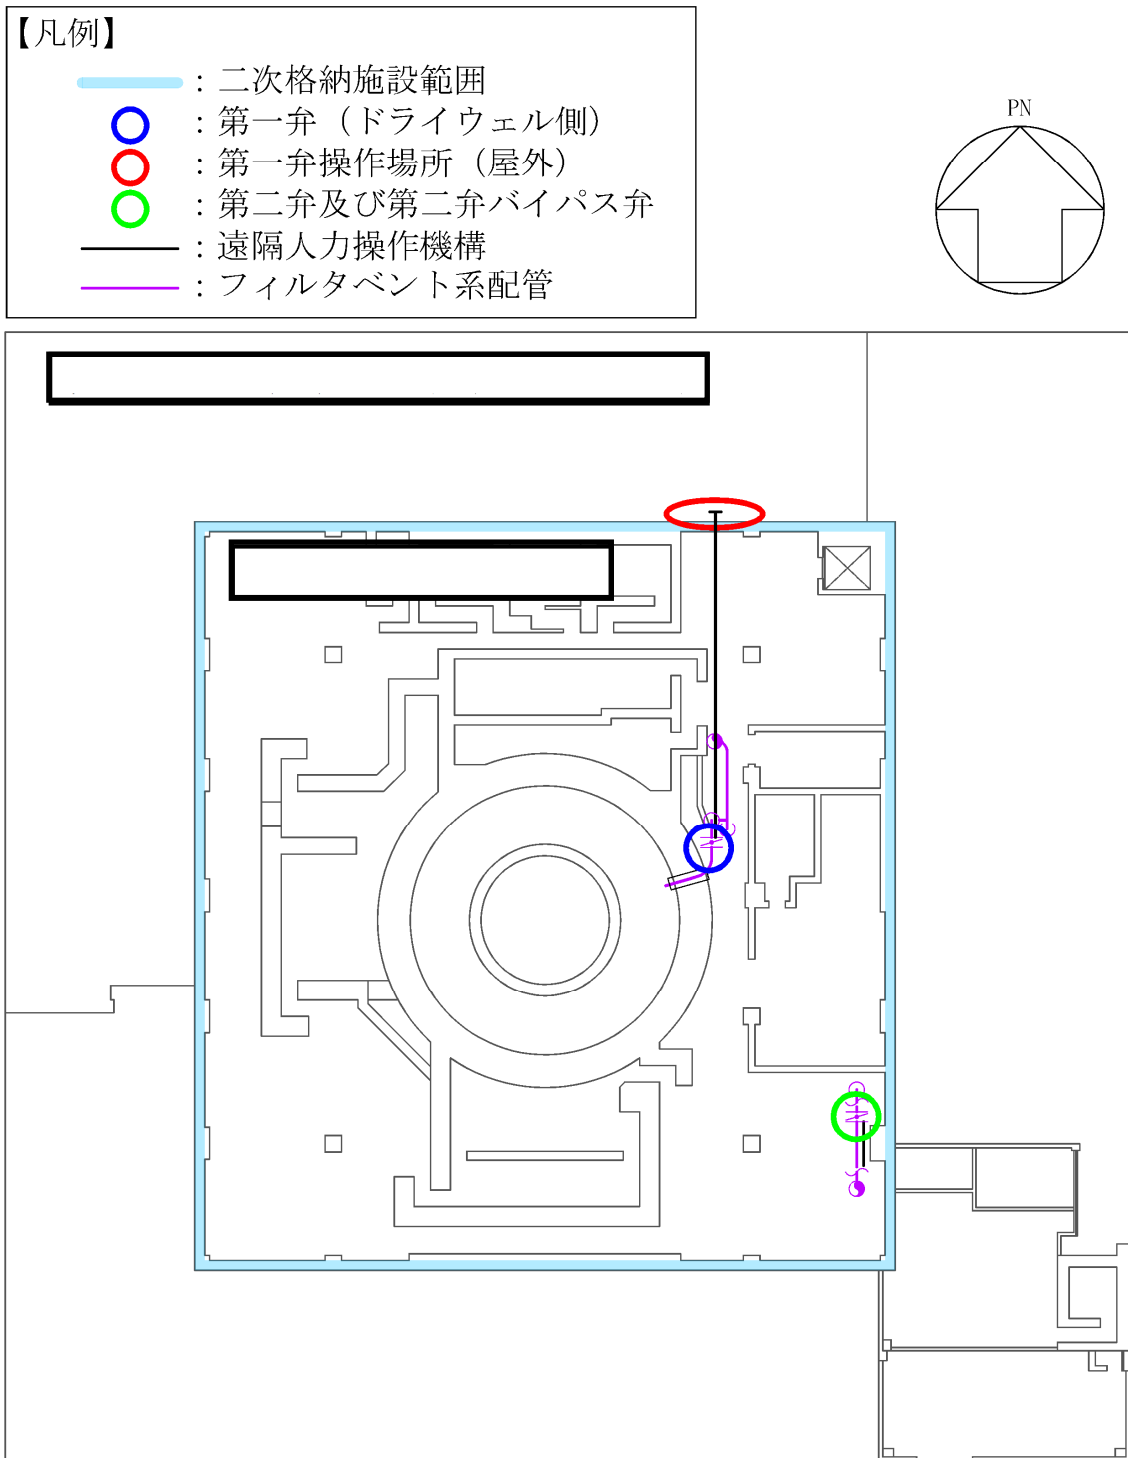 【凡例】
：二次格納施設範囲
：第一弁（ドライウェル側）
：第一弁操作場所（屋外）
：第二弁及び第二弁バイパス弁
：遠隔人力操作機構
：フィルタベント系配管
PN